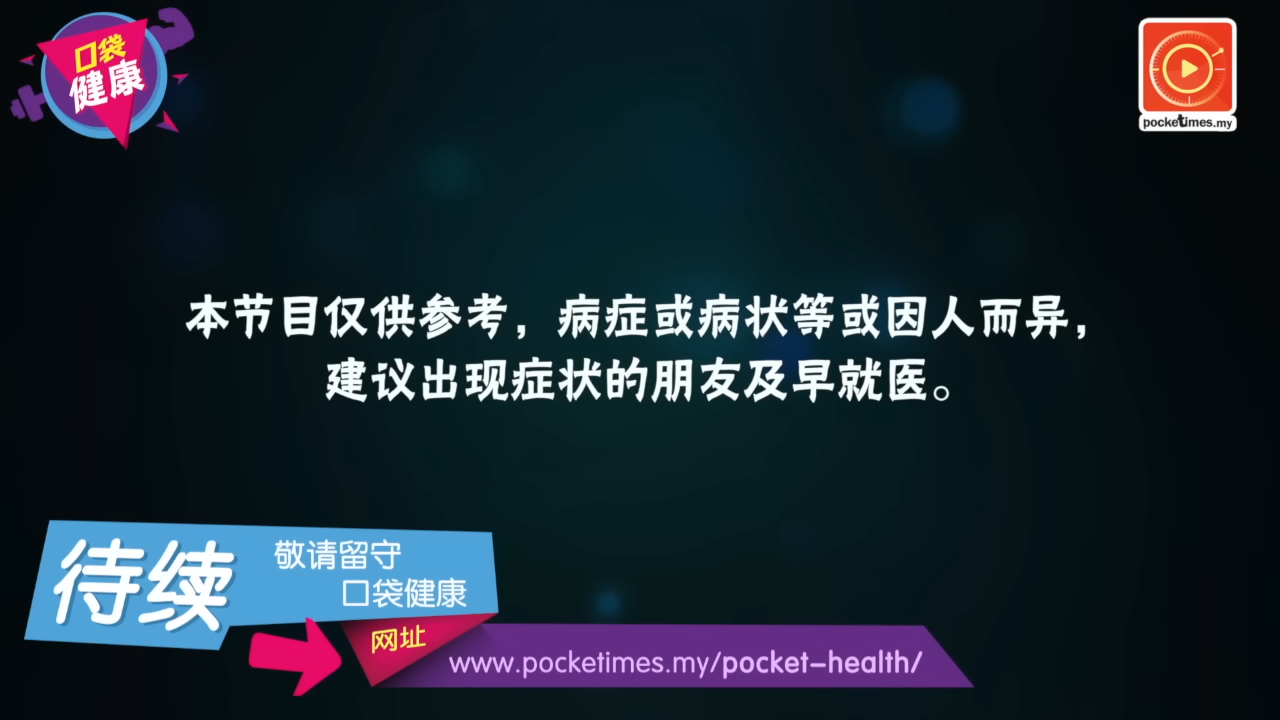 口袋
健康
pocketimes.my
本节目仅供参考，病症或病状等或因人而异，
建议出现症状的朋友及早就医。
待续
敬请留守
口袋健康
网址
www.pocketimes.my/pocket-health/